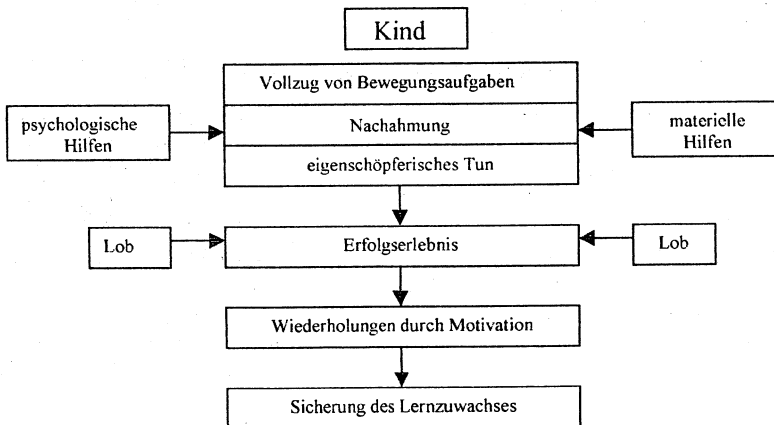 Kind
Vollzug von Bewegungsaufgaben
psychologische
Hilfen
Nachahmung
materielle
Hilfen
eigenschöpferisches Tun
Lob
Erfolgserlebnis
Lob
Wiederholungen durch Motivation
Sicherung des Lernzuwachses